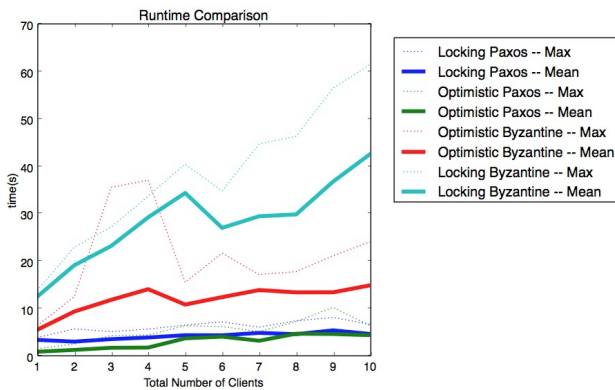 Runtime Comparison
70
60
50
40
30
20
10
0
time(s)
1 2 3 4 5 6 7 8 9 10
Total Number of Clients
Locking Paxos -- Max
Locking Paxos -- Mean
Optimistic Paxos -- Max
Optimistic Paxos -- Mean
Optimistic Byzantine -- Max
Optimistic Byzantine -- Mean
Locking Byzantine -- Max
Locking Byzantine -- Mean